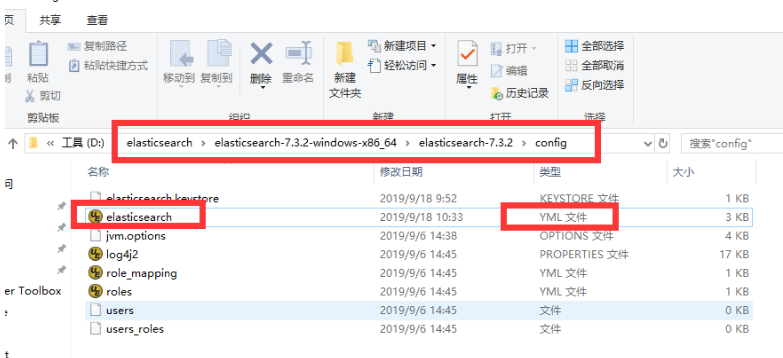 页 共享 查看
复制路径
粘贴快捷方式
粘贴
剪切
移动到 复制到 删除 重命名
新建项目
轻松访问
新建
文件夹
属性
打开
编辑
历史记录
全部选择
全部取消
反向选择
剪贴板 组织 新建 打开 选择
« 工具 (D:) › elasticsearch › elasticsearch-7.3.2-windows-x86_64 › elasticsearch-7.3.2 › config
搜索"config"
名称 修改日期 类型 大小
elasticsearch.keystore 2019/9/18 9:52 KEYSTORE 文件 1 KB
elasticsearch 2019/9/18 10:33 YML 文件 3 KB
jvm.options 2019/9/6 14:38 OPTIONS 文件 4 KB
log4j2 2019/9/6 14:45 PROPERTIES 文件 17 KB
role_mapping 2019/9/6 14:45 YML 文件 1 KB
roles 2019/9/6 14:45 YML 文件 1 KB
users 2019/9/6 14:45 文件 0 KB
users_roles 2019/9/6 14:45 文件 0 KB
问
er Toolbox
t